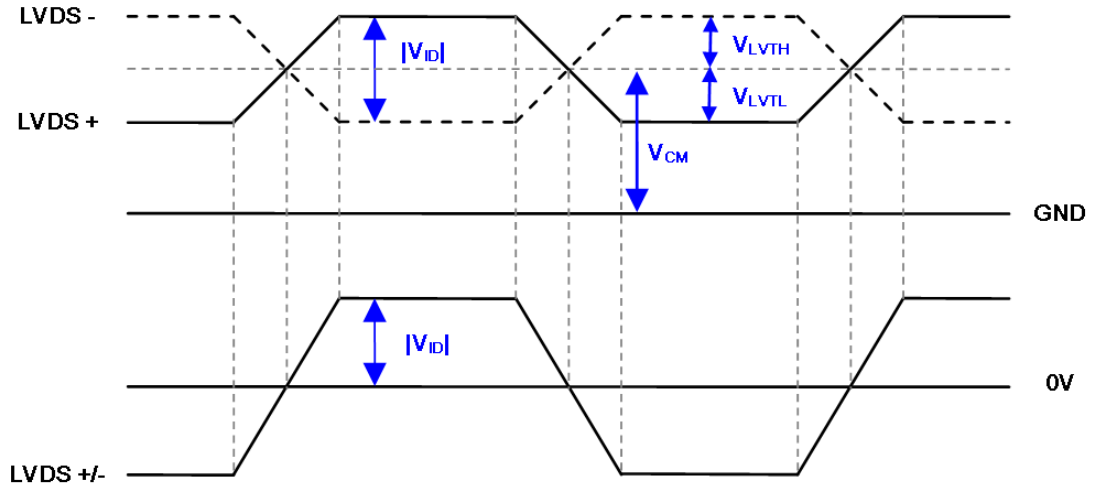 LVDS -
|VID|
VLVTH
VLVTL
LVDS +
VCM
GND
|VID|
0V
LVDS +/-